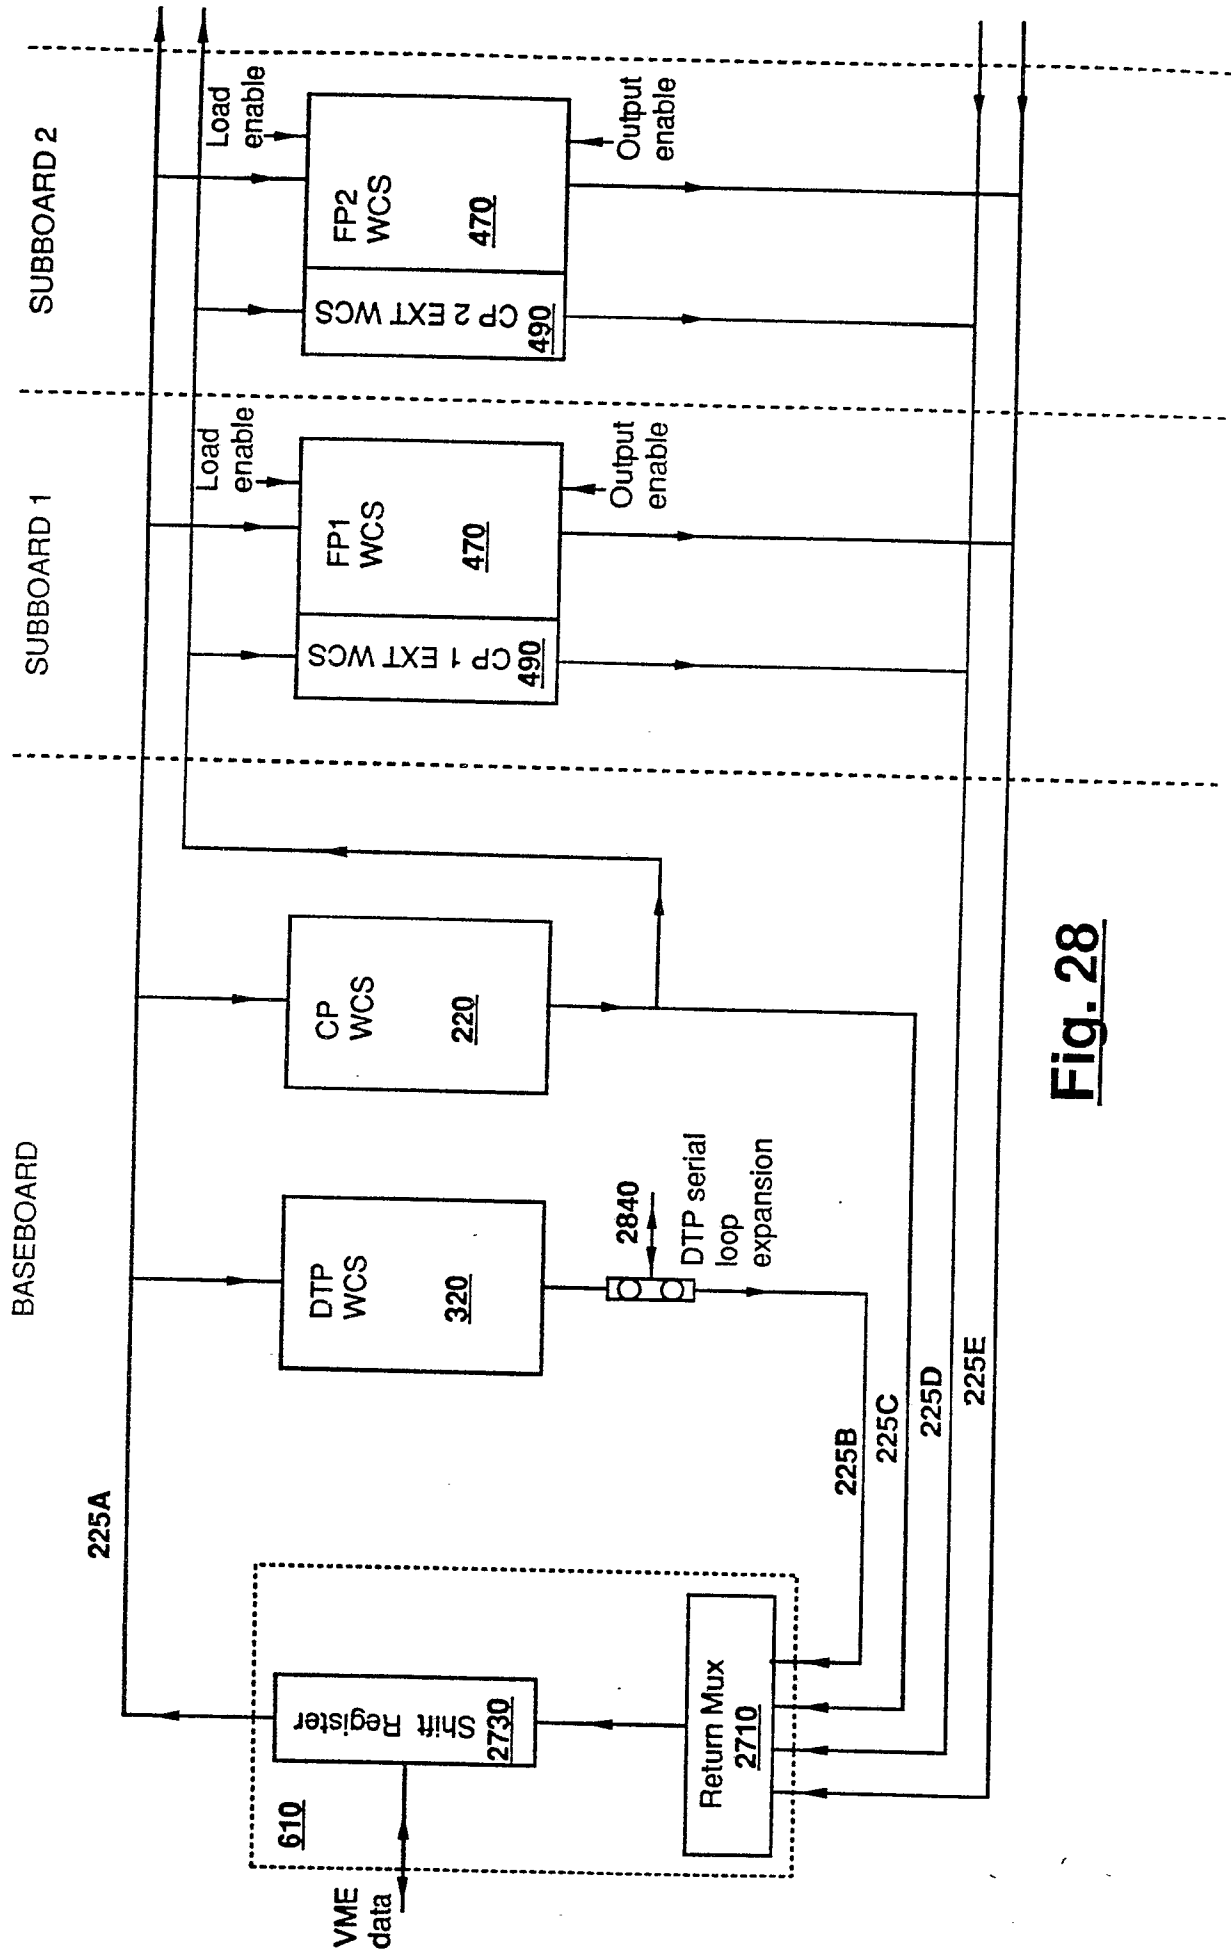 BASEBOARD
SUBBOARD 1
SUBBOARD 2
225A
Load
enable
Load
enable
DTP
WCS
320
CP
WCS
220
CP 1 EXT WCS
490
FP1
WCS
470
CP 2 EXT WCS
490
FP2
WCS
470
610
VME
data
Shift Register
2730
2840
DTP serial
loop
expansion
Output
enable
Output
enable
Return Mux
2710
225B
225C
225D
225E
Fig. 28